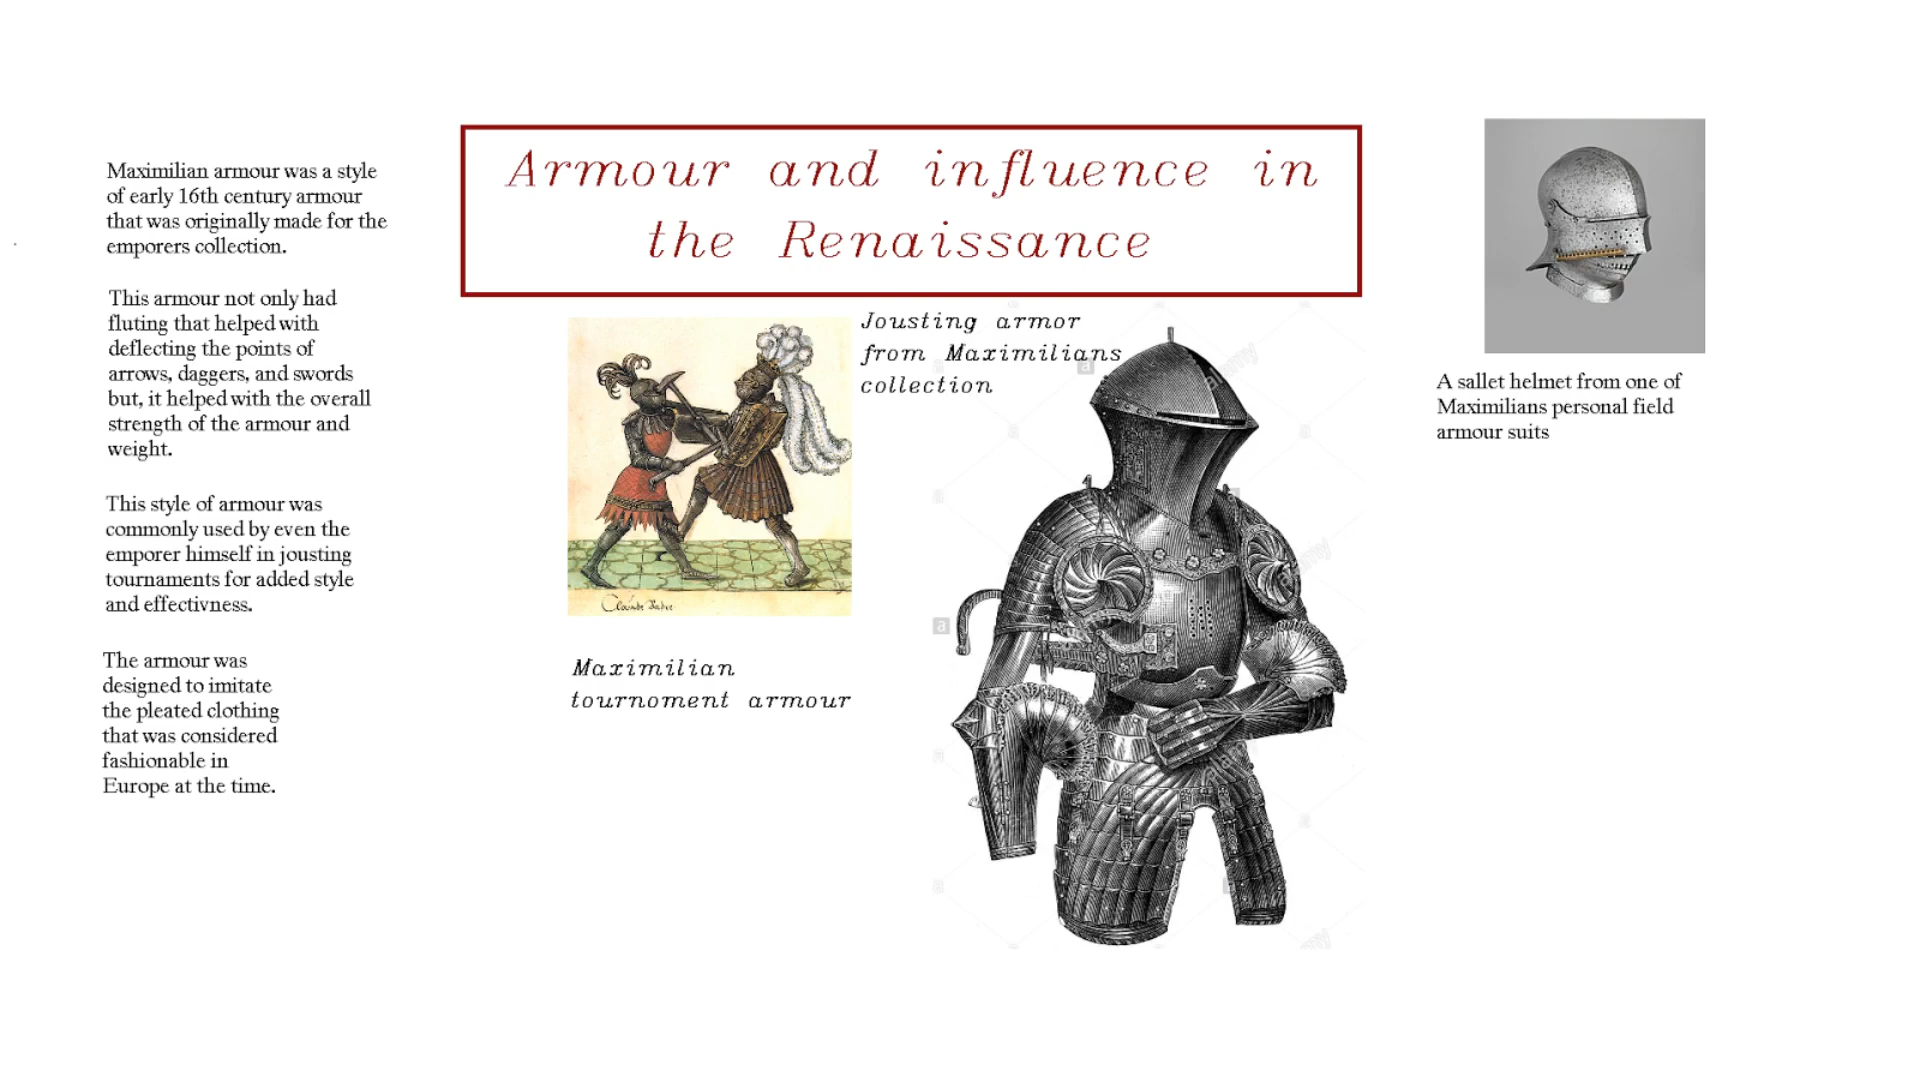 Armour and influence in
the Renaissance
Maximilian armour was a style
of early 16th century armour
that was originally made for the
emporers collection.
This armour not only had
fluting that helped with
deflecting the points of
arrows, daggers, and swords
but, it helped with the overall
strength of the armour and
weight.
This style of armour was
commonly used by even the
emporer himself in jousting
tournaments for added style
and effectivness.
The armour was
designed to imitate
the pleated clothing
that was considered
fashionable in
Europe at the time.
Maximilian
tournoment armour
Jousting armor
from Maximilians
collection
alamy
a
a
alamy
alamy
A sallet helmet from one of
Maximilians personal field
armour suits